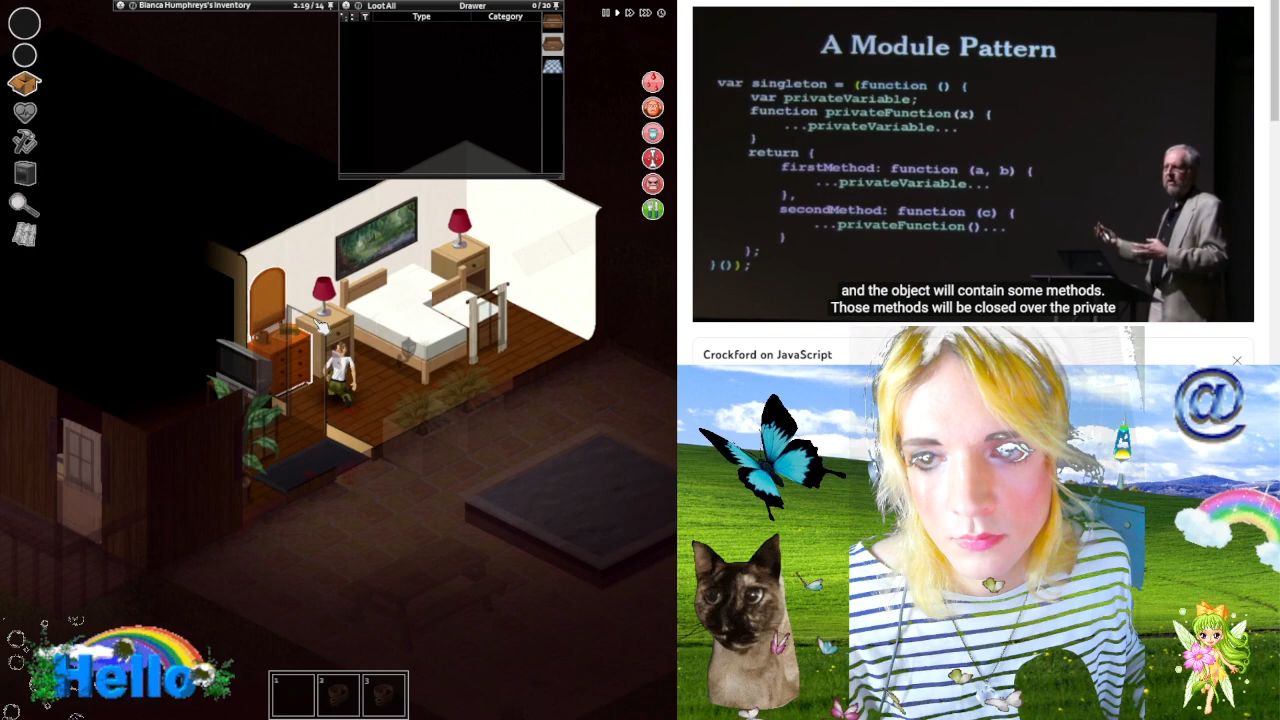 Bianca Humphreys's Inventory
2.19 / 14
Loot All
Drawer
0 / 20
Type
Category
1
2
3
Hello
A Module Pattern
var singleton = (function () {
var privateVariable;
function privateFunction(x) {
...privateVariable...
}
return {
firstMethod: function (a, b) {
...privateVariable...
},
secondMethod: function (c) {
...privateFunction()...
}
};
}());
and the object will contain some methods.
Those methods will be closed over the private
Crockford on JavaScript
@